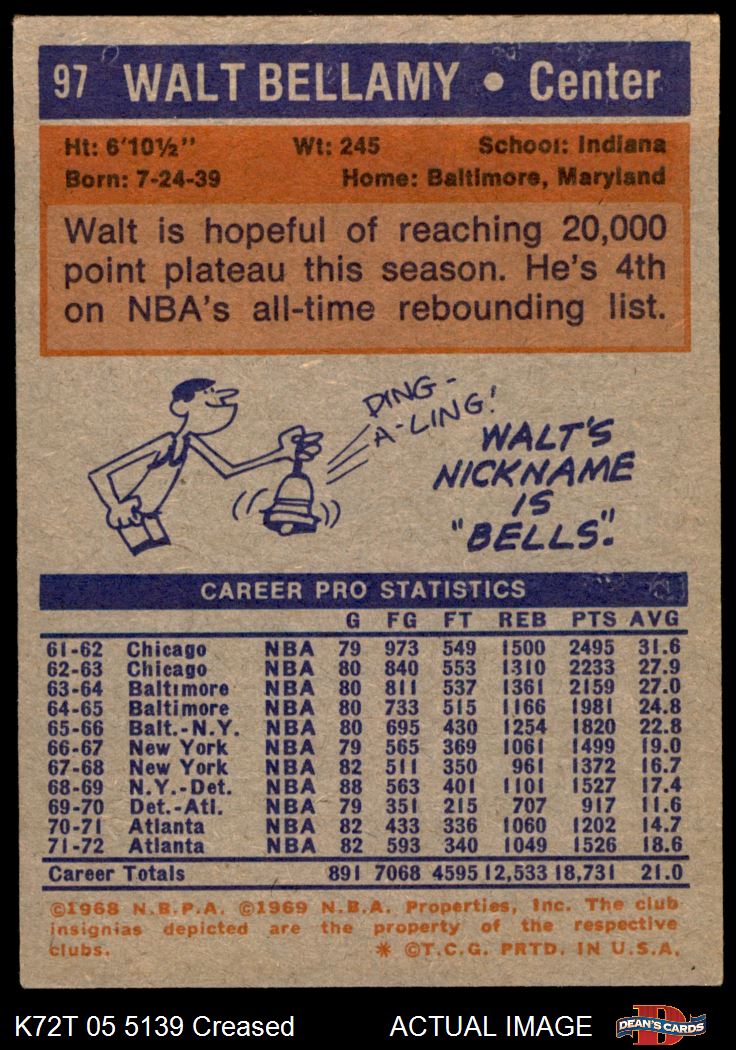 97 WALT BELLAMY • Center
Ht: 6'10½" Wt: 245 School: Indiana
Born: 7-24-39 Home: Baltimore, Maryland
Walt is hopeful of reaching 20,000
point plateau this season. He's 4th
on NBA's all-time rebounding list.
DING-
A-LING!
WALT'S
NICKNAME
IS
"BELLS".
CAREER PRO STATISTICS
G FG FT REB PTS AVG
61-62 Chicago NBA 79 973 549 1500 2495 31.6
62-63 Chicago NBA 80 840 553 1310 2233 27.9
63-64 Baltimore NBA 80 811 537 1361 2159 27.0
64-65 Baltimore NBA 80 733 515 1166 1981 24.8
65-66 Balt.-N.Y. NBA 80 695 430 1254 1820 22.8
66-67 New York NBA 79 565 369 1061 1499 19.0
67-68 New York NBA 82 511 350 961 1372 16.7
68-69 N.Y.-Det. NBA 88 563 401 1101 1527 17.4
69-70 Det.-Atl. NBA 79 351 215 707 917 11.6
70-71 Atlanta NBA 82 433 336 1060 1202 14.7
71-72 Atlanta NBA 82 593 340 1049 1526 18.6
Career Totals 891 7068 4595 12,533 18,731 21.0
©1968 N.B.P.A. ©1969 N.B.A. Properties, Inc. The club
insignias depicted are the property of the respective
clubs. * ©T.C.G. PRTD. IN U.S.A.
K72T 05 5139 Creased ACTUAL IMAGE D DEAN'S CARDS